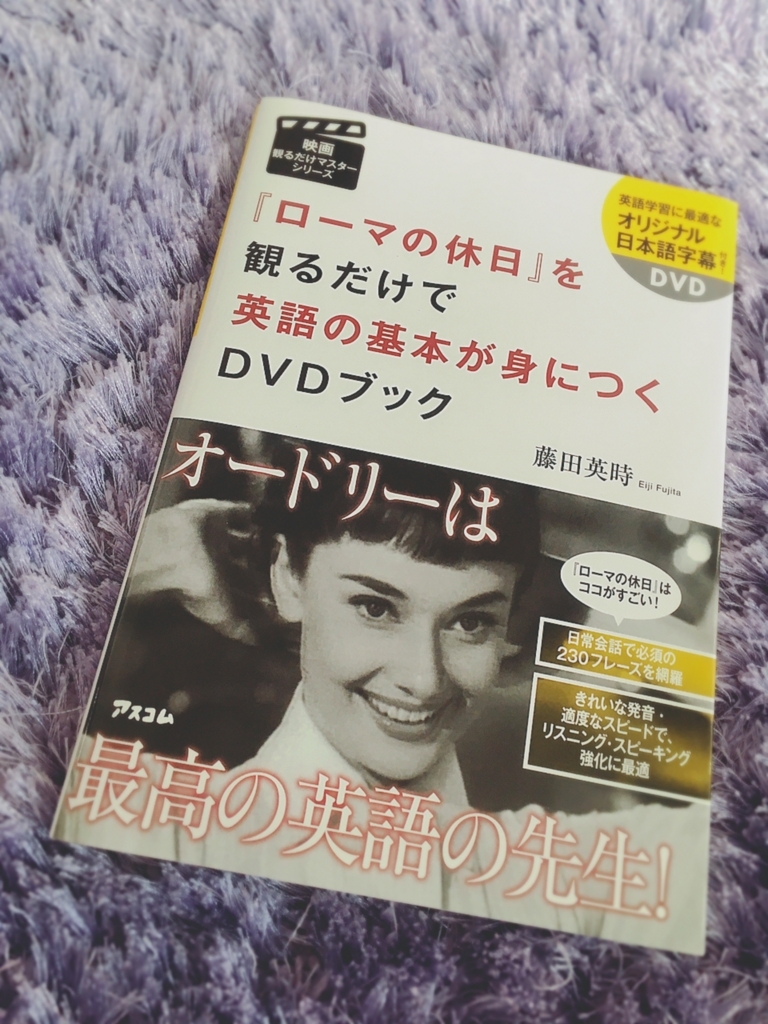 映画
観るだけマスター
シリーズ
英語学習に最適な
オリジナル
日本語字幕付き!
DVD
『ローマの休日』を
観るだけで
英語の基本が身につく
DVDブック
藤田英時 Eiji Fujita
オードリーは
『ローマの休日』は
ココがすごい!
日常会話で必須の
230フレーズを網羅
きれいな発音・
適度なスピードで、
リスニング・スピーキング
強化に最適
アスコム
最高の英語の先生!